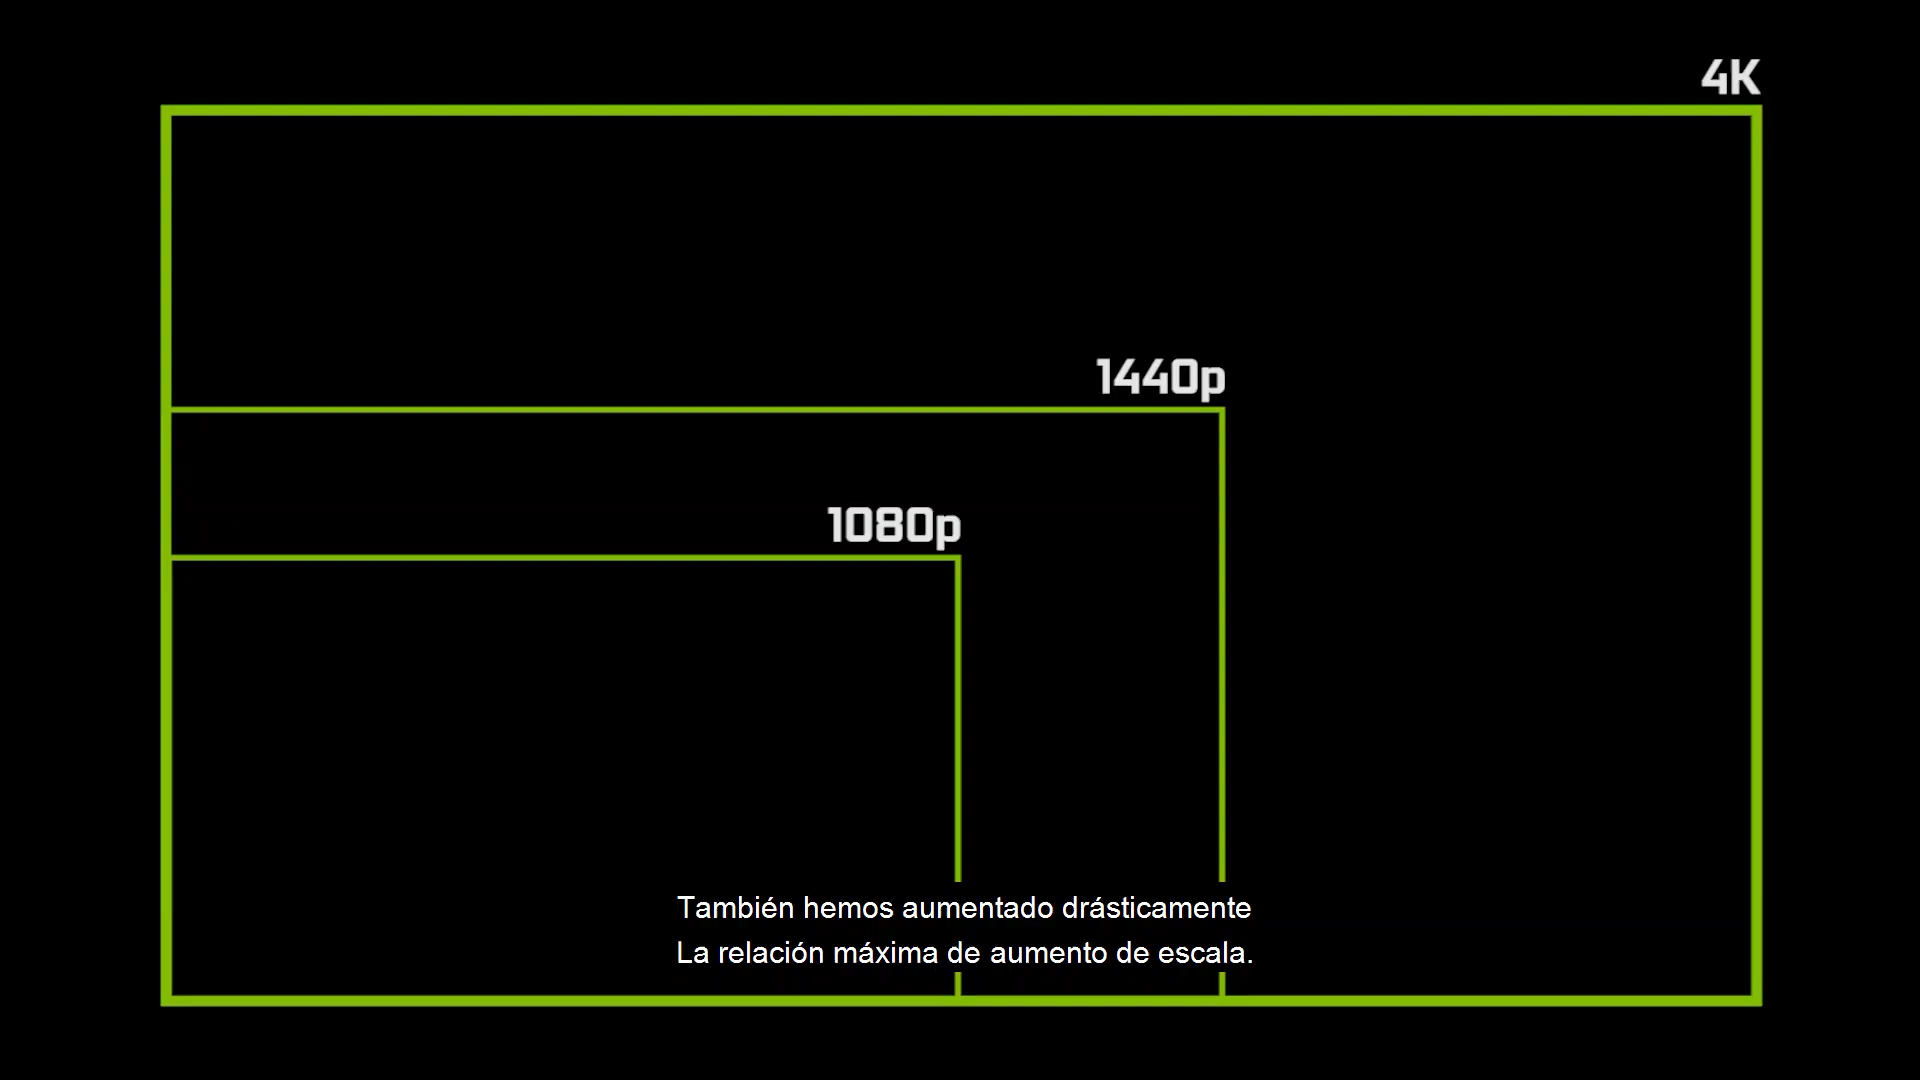 4K
1440p
1080p
También hemos aumentado drásticamente
La relación máxima de aumento de escala.